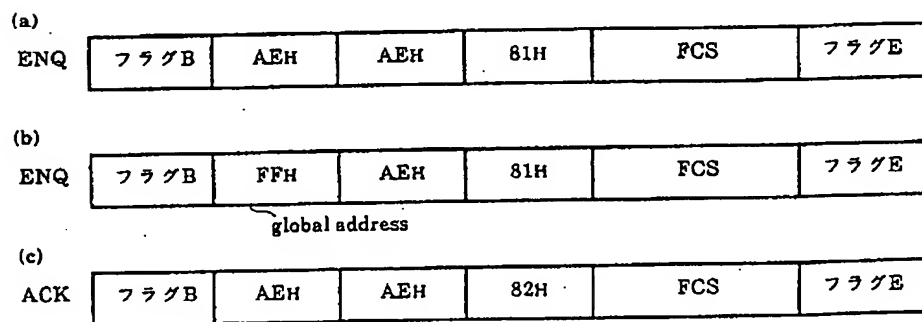 (a)
ENQ フラグB AEH AEH 81H FCS フラグE
(b)
ENQ フラグB FFH AEH 81H FCS フラグE
global address
(c)
ACK フラグB AEH AEH 82H FCS フラグE